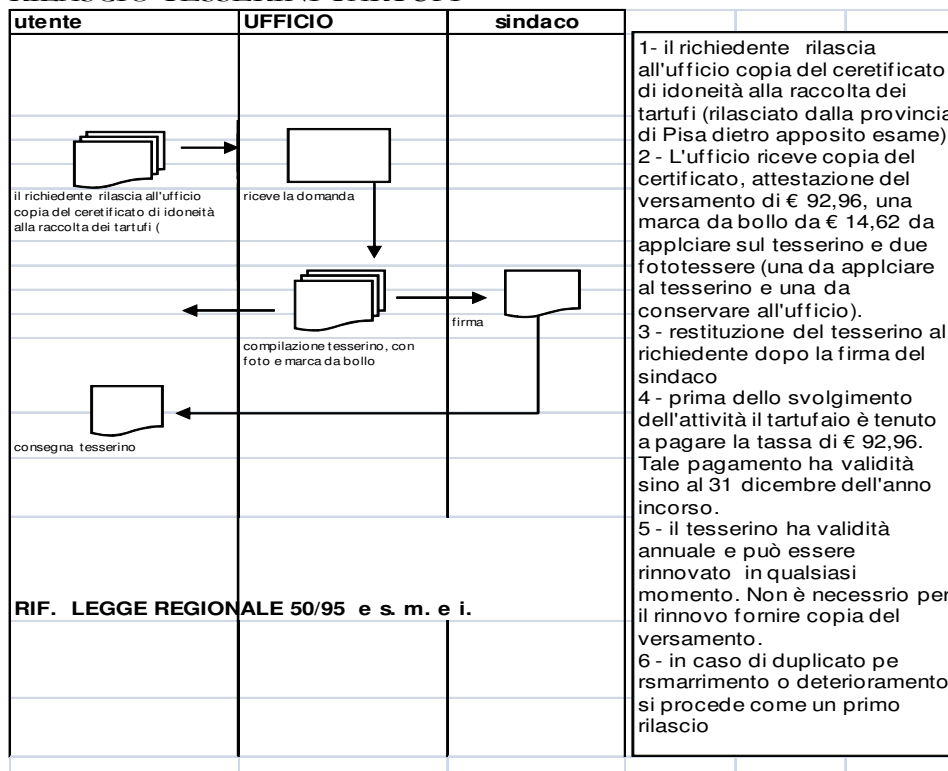 utente UFFICIO sindaco
il richiedente rilascia all'ufficio
copia del ceretificato di idoneità
alla raccolta dei tartufi (
riceve la domanda
firma
compilazione tesserino, con
foto e marca da bollo
consegna tesserino
RIF. LEGGE REGIONALE 50/95 e s. m. e i.
1- il richiedente rilascia
all'ufficio copia del ceretificato
di idoneità alla raccolta dei
tartufi (rilasciato dalla provincia
di Pisa dietro apposito esame)
2 - L'ufficio riceve copia del
certificato, attestazione del
versamento di € 92,96, una
marca da bollo da € 14,62 da
applciare sul tesserino e due
fototessere (una da applciare
al tesserino e una da
conservare all'ufficio).
3 - restituzione del tesserino al
richiedente dopo la firma del
sindaco
4 - prima dello svolgimento
dell'attività il tartufaio è tenuto
a pagare la tassa di € 92,96.
Tale pagamento ha validità
sino al 31 dicembre dell'anno
incorso.
5 - il tesserino ha validità
annuale e può essere
rinnovato in qualsiasi
momento. Non è necessrio per
il rinnovo fornire copia del
versamento.
6 - in caso di duplicato pe
rsmarrimento o deterioramento
si procede come un primo
rilascio